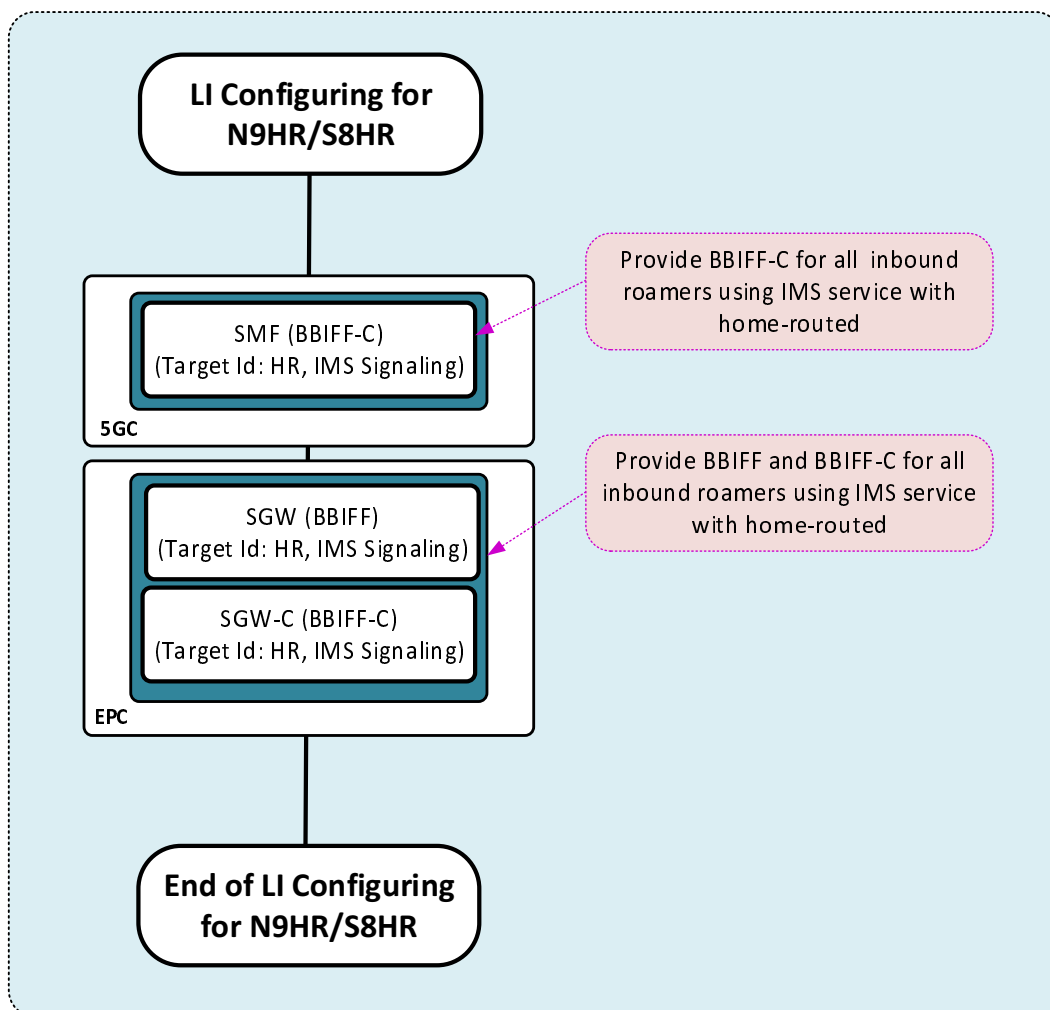 LI Configuring for
N9HR/S8HR
Provide BBIFF-C for all inbound
roamers using IMS service with
home-routed
SMF (BBIFF-C)
(Target Id: HR, IMS Signaling)
5GC
Provide BBIFF and BBIFF-C for all
inbound roamers using IMS service
with home-routed
SGW (BBIFF)
(Target Id: HR, IMS Signaling)
SGW-C (BBIFF-C)
(Target Id: HR, IMS Signaling)
EPC
End of LI Configuring
for N9HR/S8HR